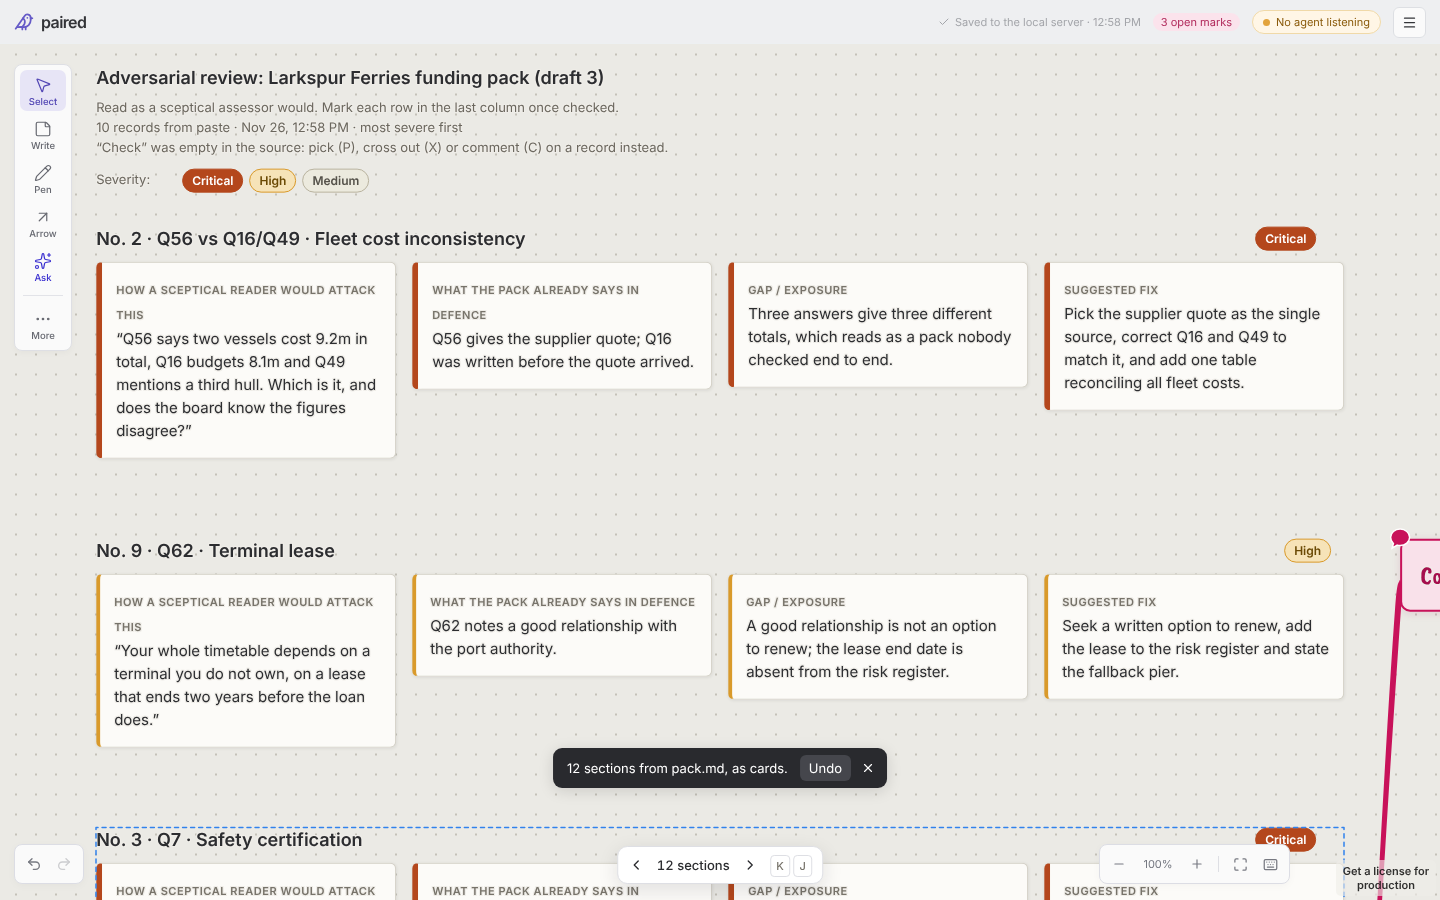 paired
Saved to the local server · 12:58 PM
3 open marks
No agent listening
Select
Write
Pen
Arrow
Ask
More
Adversarial review: Larkspur Ferries funding pack (draft 3)
Read as a sceptical assessor would. Mark each row in the last column once checked.
10 records from paste · Nov 26, 12:58 PM · most severe first
“Check” was empty in the source: pick (P), cross out (X) or comment (C) on a record instead.
Severity:
Critical
High
Medium
No. 2 · Q56 vs Q16/Q49 · Fleet cost inconsistency
Critical
HOW A SCEPTICAL READER WOULD ATTACK
THIS
“Q56 says two vessels cost 9.2m in
total, Q16 budgets 8.1m and Q49
mentions a third hull. Which is it, and
does the board know the figures
disagree?”
WHAT THE PACK ALREADY SAYS IN
DEFENCE
Q56 gives the supplier quote; Q16
was written before the quote arrived.
GAP / EXPOSURE
Three answers give three different
totals, which reads as a pack nobody
checked end to end.
SUGGESTED FIX
Pick the supplier quote as the single
source, correct Q16 and Q49 to
match it, and add one table
reconciling all fleet costs.
No. 9 · Q62 · Terminal lease
High
HOW A SCEPTICAL READER WOULD ATTACK
THIS
“Your whole timetable depends on a
terminal you do not own, on a lease
that ends two years before the loan
does.”
WHAT THE PACK ALREADY SAYS IN DEFENCE
Q62 notes a good relationship with
the port authority.
GAP / EXPOSURE
A good relationship is not an option
to renew; the lease end date is
absent from the risk register.
SUGGESTED FIX
Seek a written option to renew, add
the lease to the risk register and state
the fallback pier.
Co
12 sections from pack.md, as cards.
Undo
No. 3 · Q7 · Safety certification
Critical
HOW A SCEPTICAL READER WOULD ATTACK
WHAT THE PACK ALREADY SAYS IN
GAP / EXPOSURE
SUGGESTED FIX
12 sections
K
J
100%
Get a license for
production